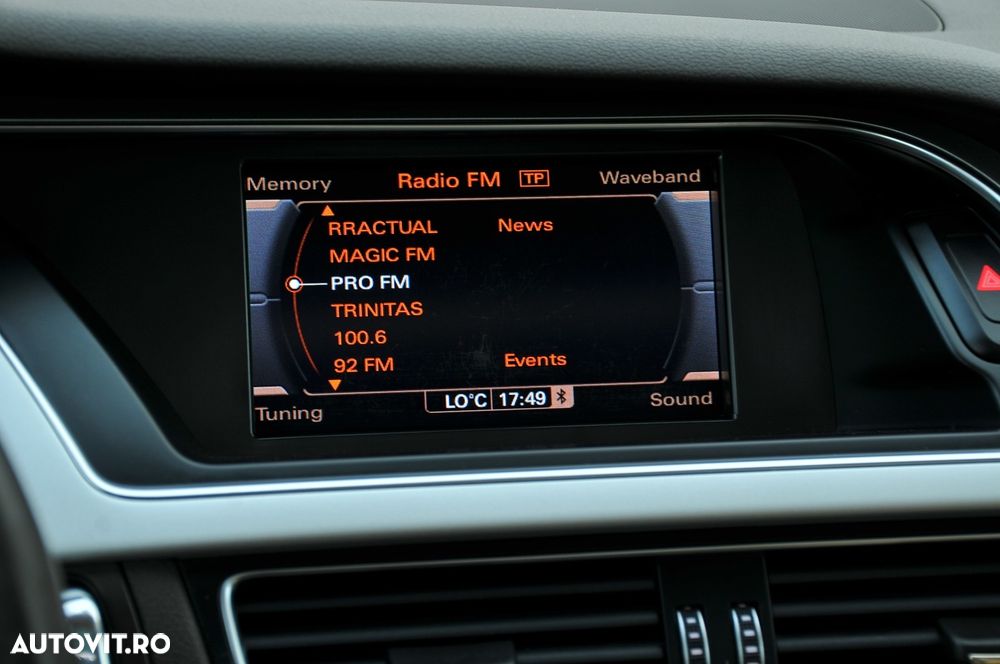 Memory Radio FM TP Waveband
RRACTUAL News
MAGIC FM
PRO FM
TRINITAS
100.6
92 FM Events
Tuning LO°C 17:49 Sound
AUTOVIT.RO